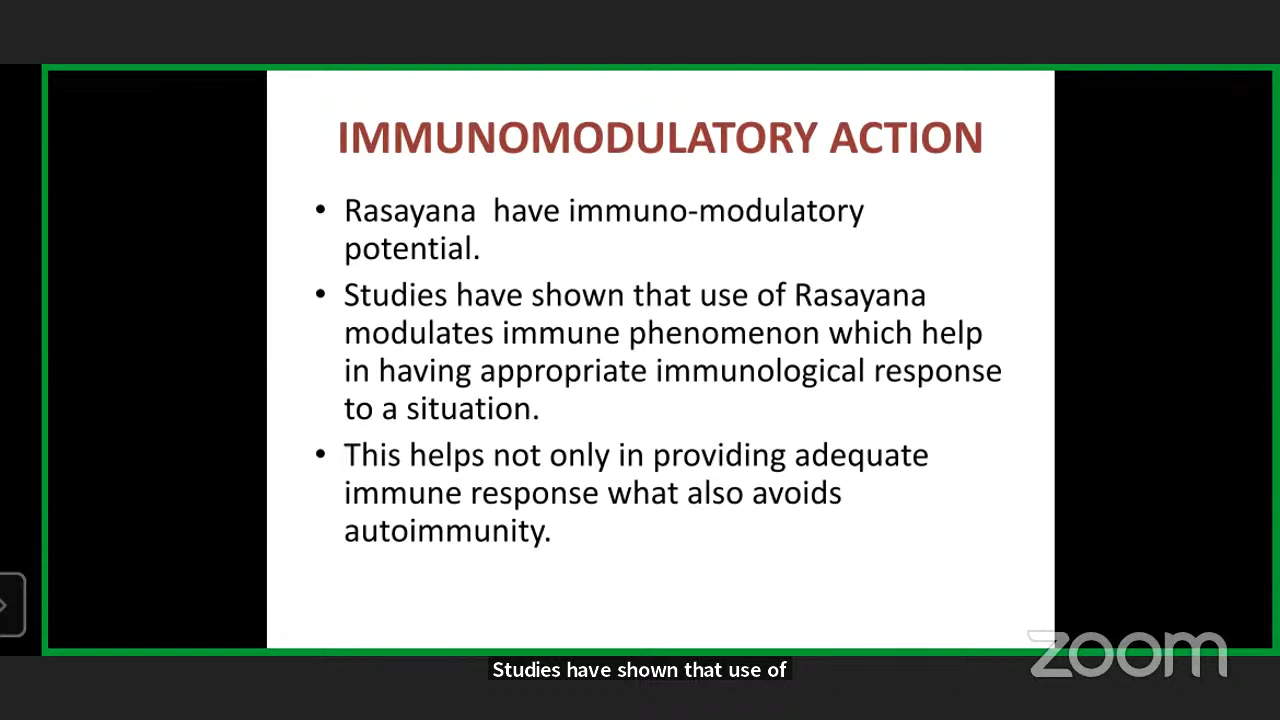 IMMUNOMODULATORY ACTION
• Rasayana have immuno-modulatory
potential.
• Studies have shown that use of Rasayana
modulates immune phenomenon which help
in having appropriate immunological response
to a situation.
• This helps not only in providing adequate
immune response what also avoids
autoimmunity.
zoom
Studies have shown that use of